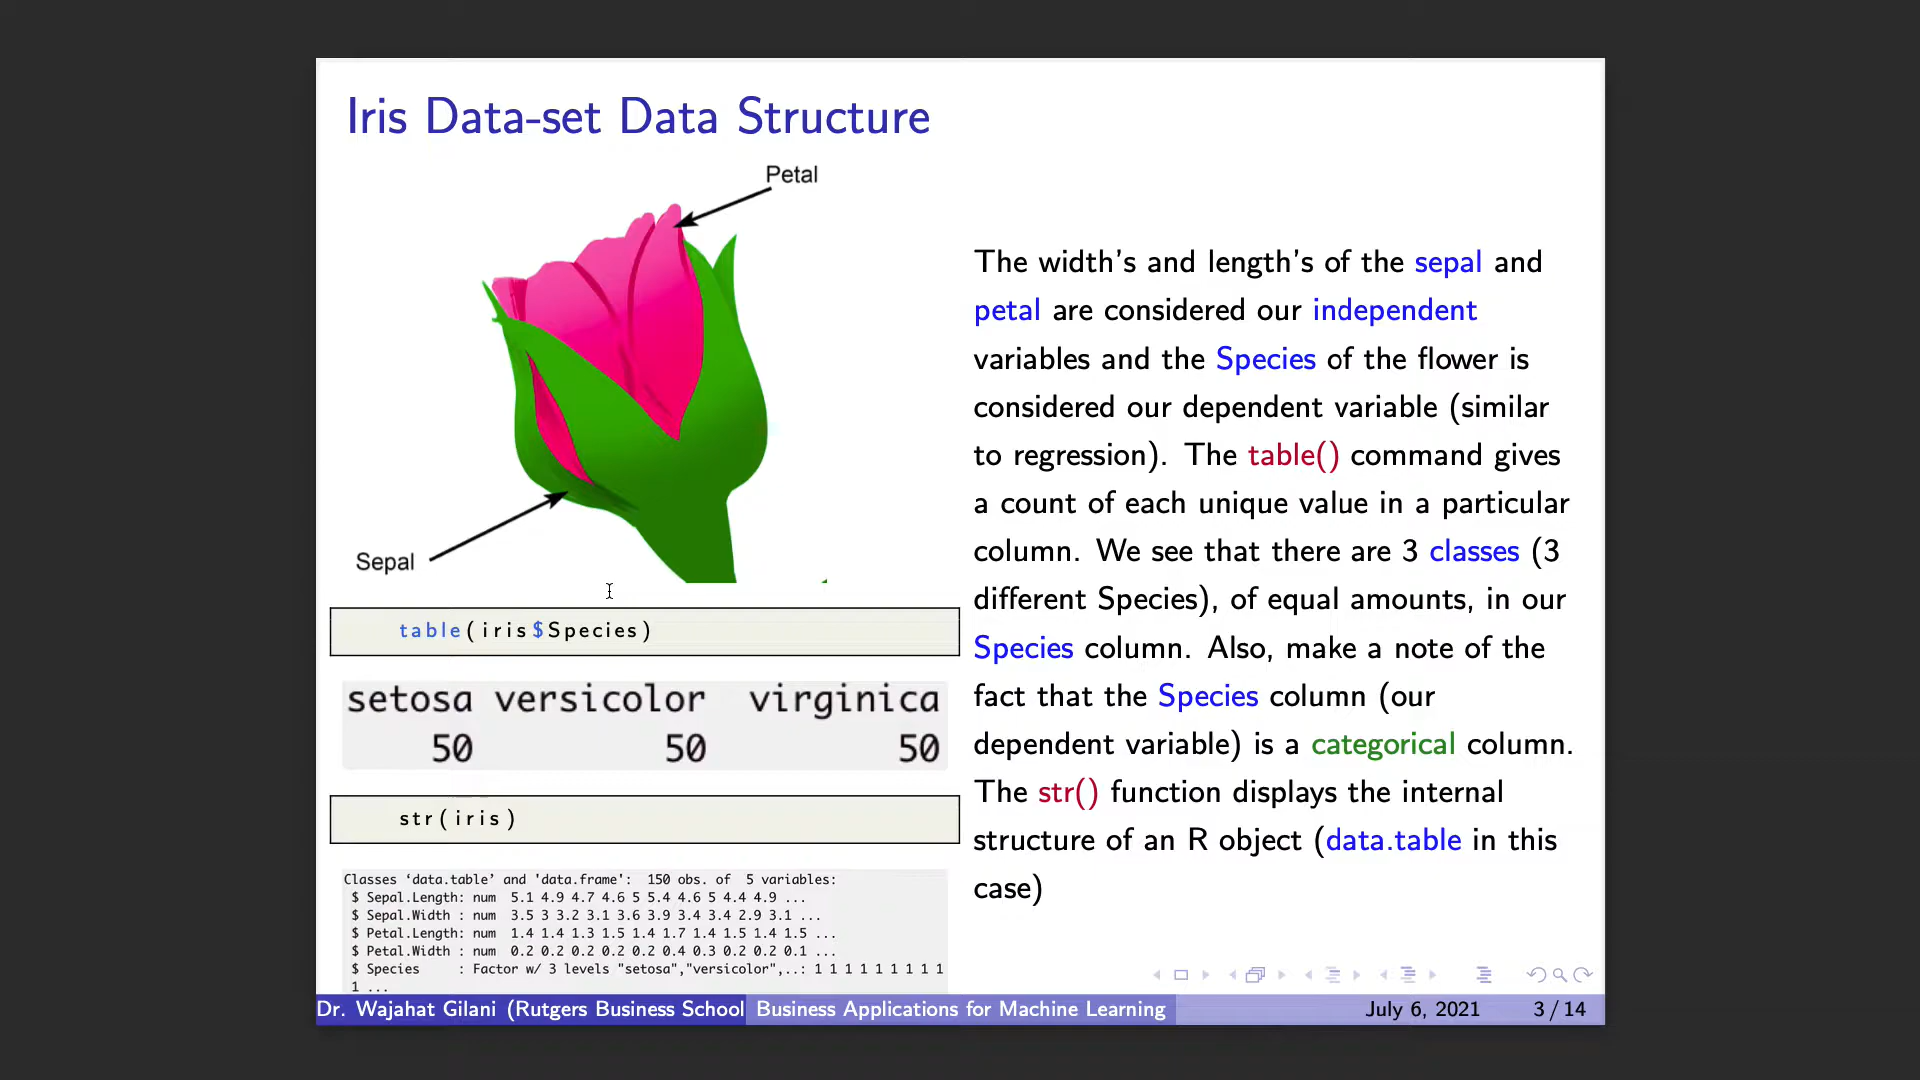 Iris Data-set Data Structure
Petal
Sepal
table(iris$Species)
setosa versicolor virginica
50 50 50
str(iris)
Classes ‘data.table’ and 'data.frame': 150 obs. of 5 variables:
$ Sepal.Length: num 5.1 4.9 4.7 4.6 5 5.4 4.6 5 4.4 4.9 ...
$ Sepal.Width : num 3.5 3 3.2 3.1 3.6 3.9 3.4 3.4 2.9 3.1 ...
$ Petal.Length: num 1.4 1.4 1.3 1.5 1.4 1.7 1.4 1.5 1.4 1.5 ...
$ Petal.Width : num 0.2 0.2 0.2 0.2 0.2 0.4 0.3 0.2 0.2 0.1 ...
$ Species : Factor w/ 3 levels "setosa","versicolor",..: 1 1 1 1 1 1 1 1 1
1 ...
The width's and length's of the sepal and
petal are considered our independent
variables and the Species of the flower is
considered our dependent variable (similar
to regression). The table() command gives
a count of each unique value in a particular
column. We see that there are 3 classes (3
different Species), of equal amounts, in our
Species column. Also, make a note of the
fact that the Species column (our
dependent variable) is a categorical column.
The str() function displays the internal
structure of an R object (data.table in this
case)
Dr. Wajahat Gilani (Rutgers Business School Business Applications for Machine Learning July 6, 2021 3 / 14